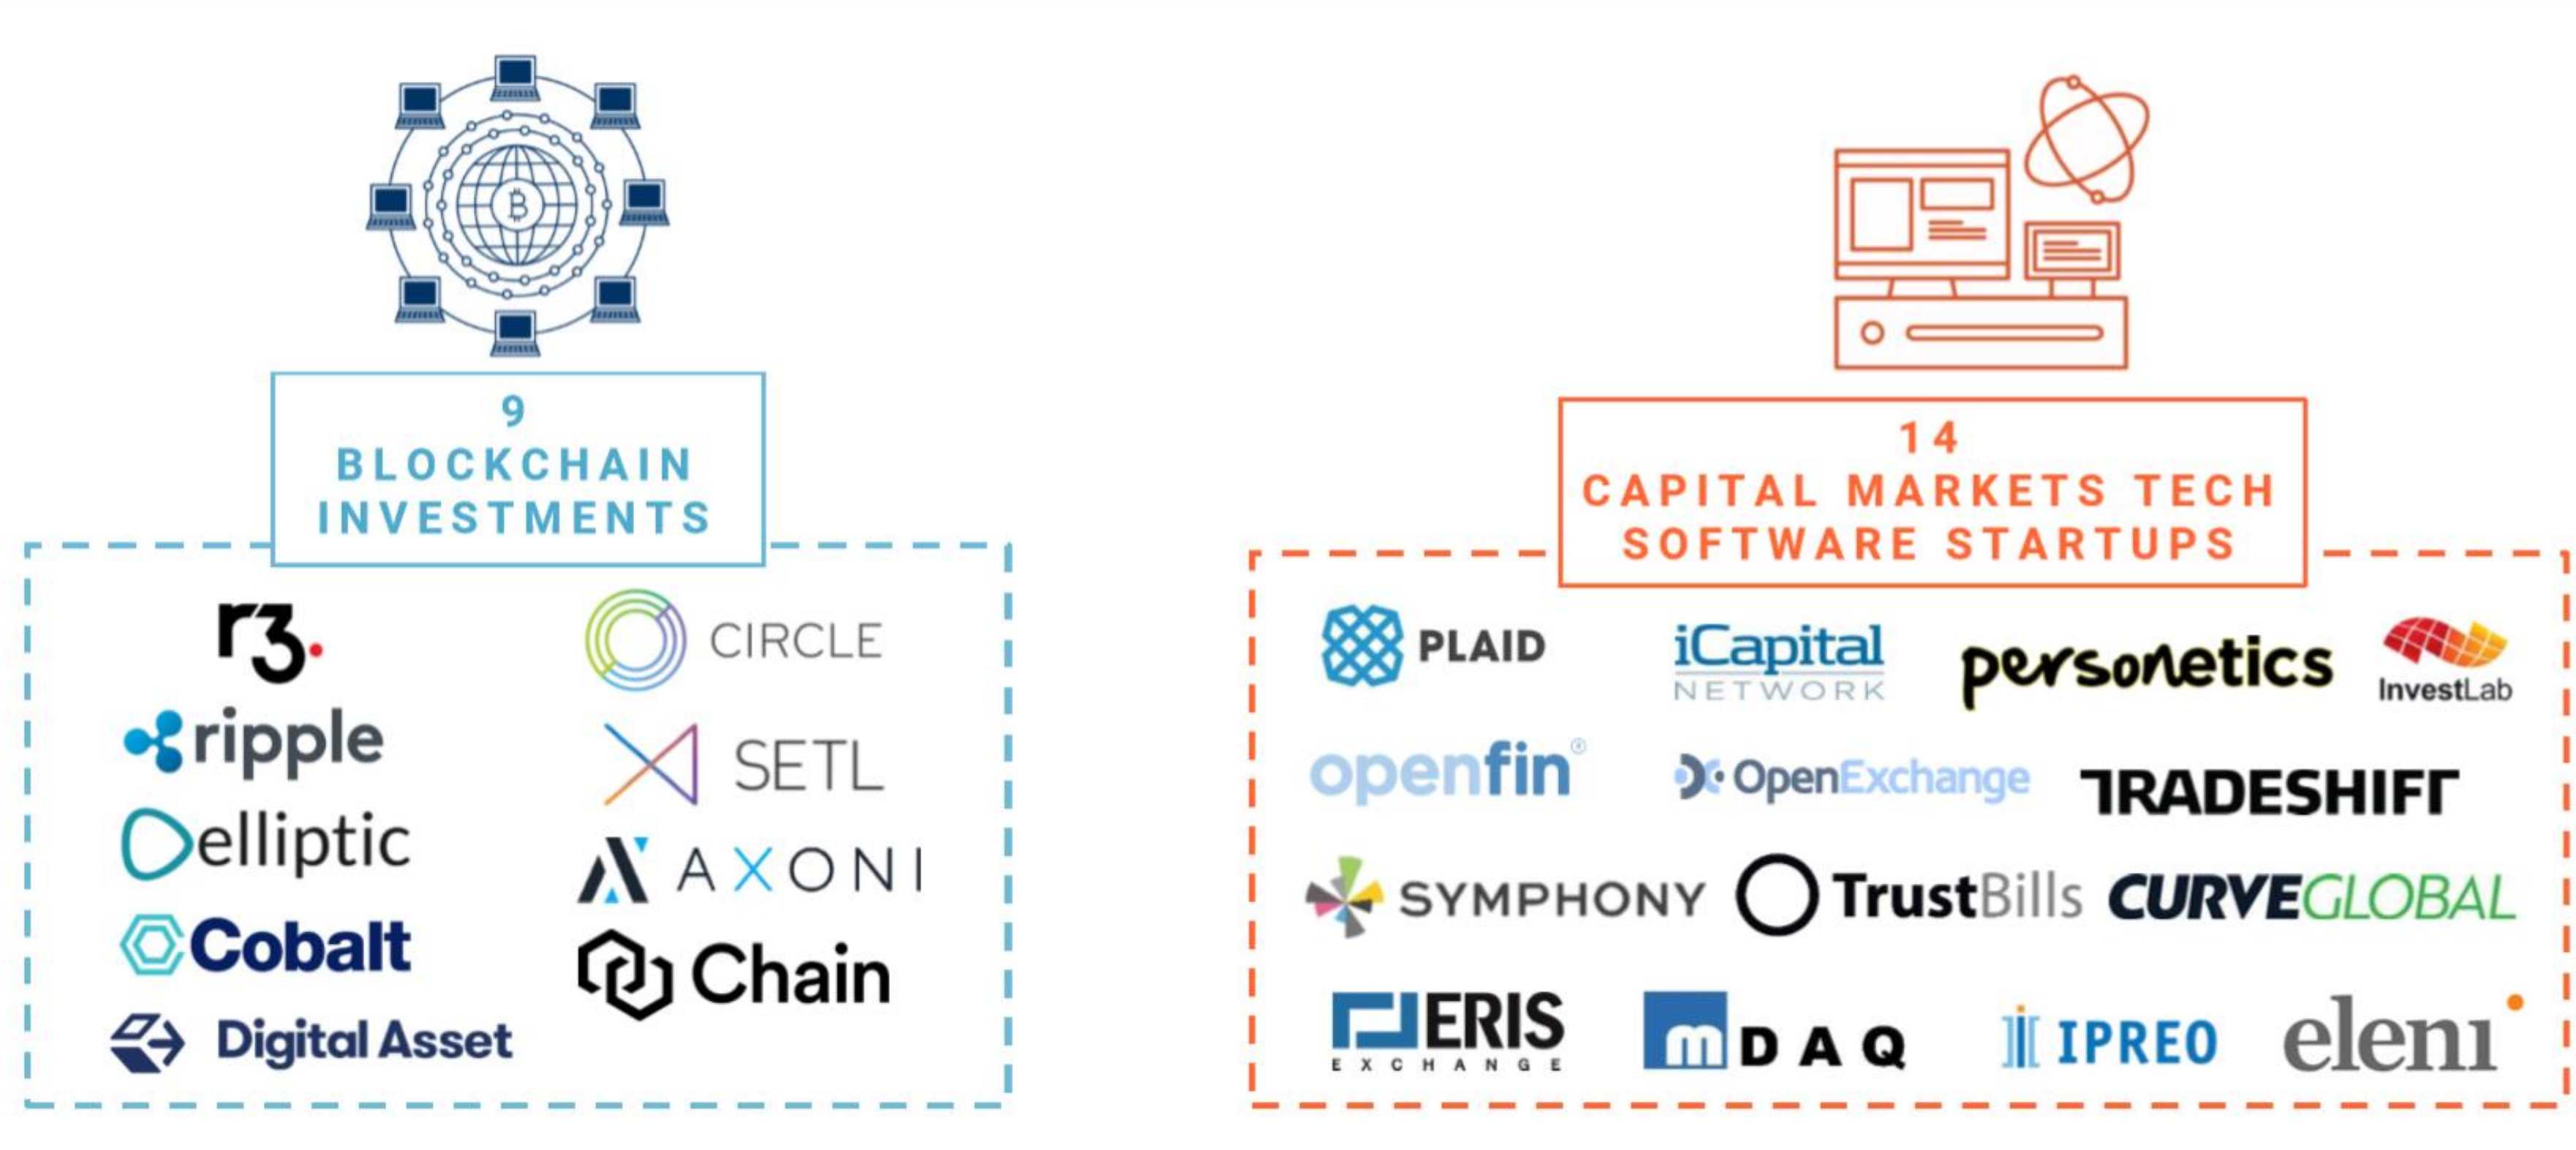 9
BLOCKCHAIN
INVESTMENTS
r3.
ripple
elliptic
Cobalt
Digital Asset
CIRCLE
SETL
AXONI
Chain
14
CAPITAL MARKETS TECH
SOFTWARE STARTUPS
PLAID
iCapital
NETWORK
personetics
InvestLab
openfin®
OpenExchange
TRADESHIFT
SYMPHONY
TrustBills
CURVEGLOBAL
ERIS
EXCHANGE
mDAQ
IPREO
eleni